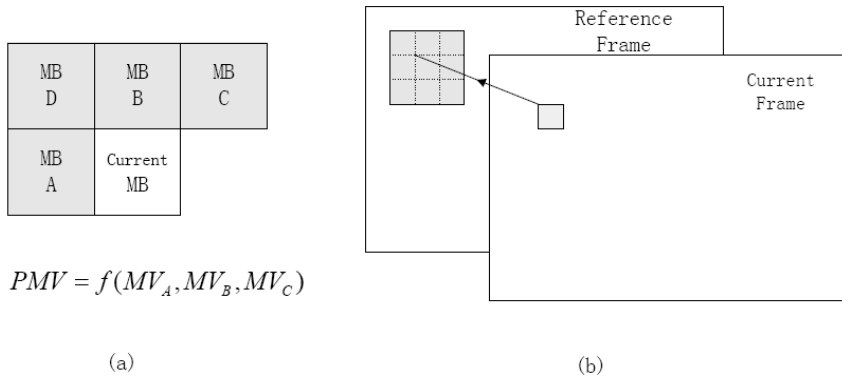 MB
D
MB
B
MB
C
MB
A
Current
MB
PMV = f(MV_A, MV_B, MV_C)
(a)
Reference
Frame
Current
Frame
(b)